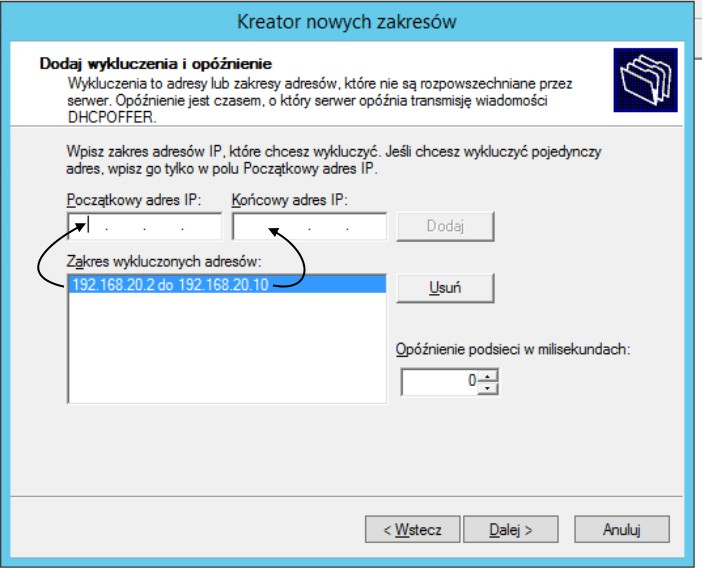 Kreator nowych zakresów
Dodaj wykluczenia i opóźnienie
Wykluczenia to adresy lub zakresy adresów, które nie są rozpowszechniane przez
serwer. Opóźnienie jest czasem, o który serwer opóźnia transmisję wiadomości
DHCPOFFER.
Wpisz zakres adresów IP, które chcesz wykluczyć. Jeśli chcesz wykluczyć pojedynczy
adres, wpisz go tylko w polu Początkowy adres IP.
Początkowy adres IP: Końcowy adres IP:
. . . . . . Dodaj
Zakres wykluczonych adresów:
192.168.20.2 do 192.168.20.10 Usuń
Opóźnienie podsieci w milisekundach:
0
< Wstecz Dalej > Anuluj